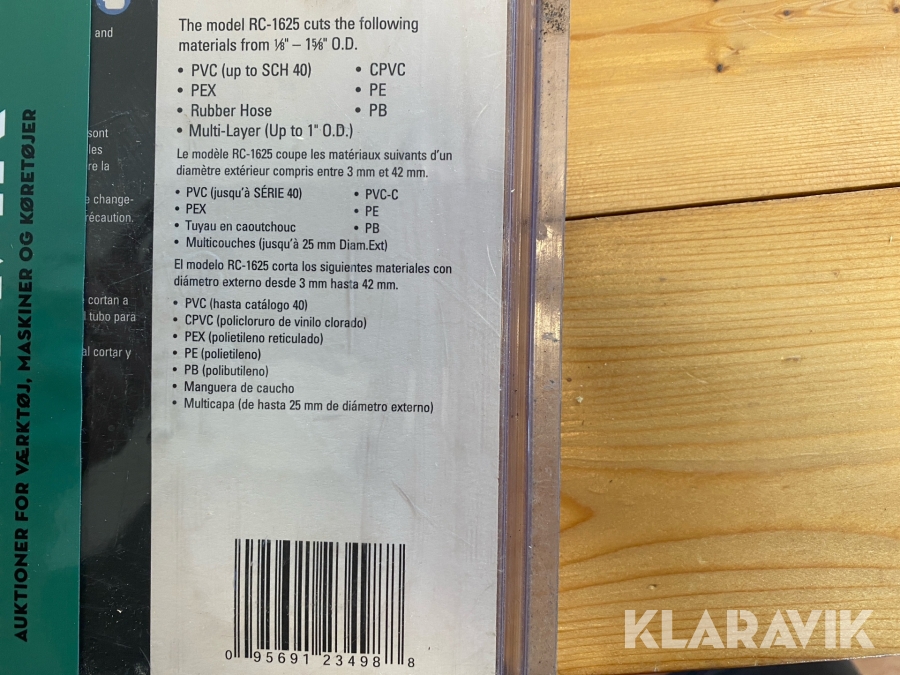 The model RC-1625 cuts the following
materials from ⅛" – 1⅝" O.D.
• PVC (up to SCH 40)
• CPVC
• PEX
• PE
• Rubber Hose
• PB
• Multi-Layer (Up to 1" O.D.)
Le modèle RC-1625 coupe les matériaux suivants d'un
diamètre extérieur compris entre 3 mm et 42 mm.
• PVC (jusqu'à SÉRIE 40)
• PVC-C
• PEX
• PE
• Tuyau en caoutchouc
• PB
• Multicouches (jusqu'à 25 mm Diam.Ext)
El modelo RC-1625 corta los siguientes materiales con
diámetro externo desde 3 mm hasta 42 mm.
• PVC (hasta catálogo 40)
• CPVC (policloruro de vinilo clorado)
• PEX (polietileno reticulado)
• PE (polietileno)
• PB (polibutileno)
• Manguera de caucho
• Multicapa (de hasta 25 mm de diámetro externo)
0 95691 23498 8
and
sont
les
re la
e change-
récaution.
cortan a
l tubo para
al cortar y
AUKTIONER FOR VÆRKTØJ, MASKINER OG KØRETØJER
KLARAVIK